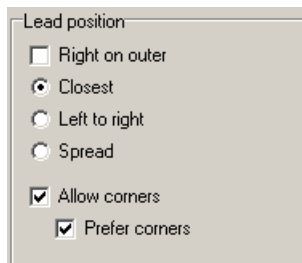 Lead position
Right on outer
Closest
Left to right
Spread
Allow corners
Prefer corners